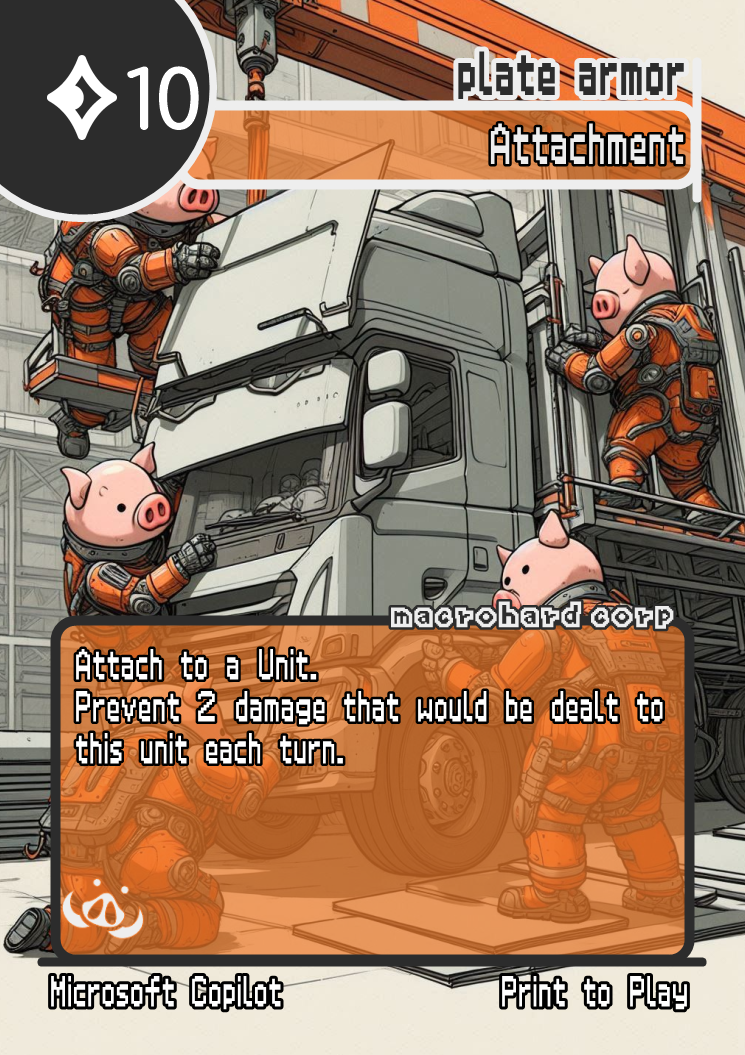 10
plate armor
Attachment
macrohard corp
Attach to a Unit.
Prevent 2 damage that would be dealt to
this unit each turn.
Microsoft Copilot
Print to Play